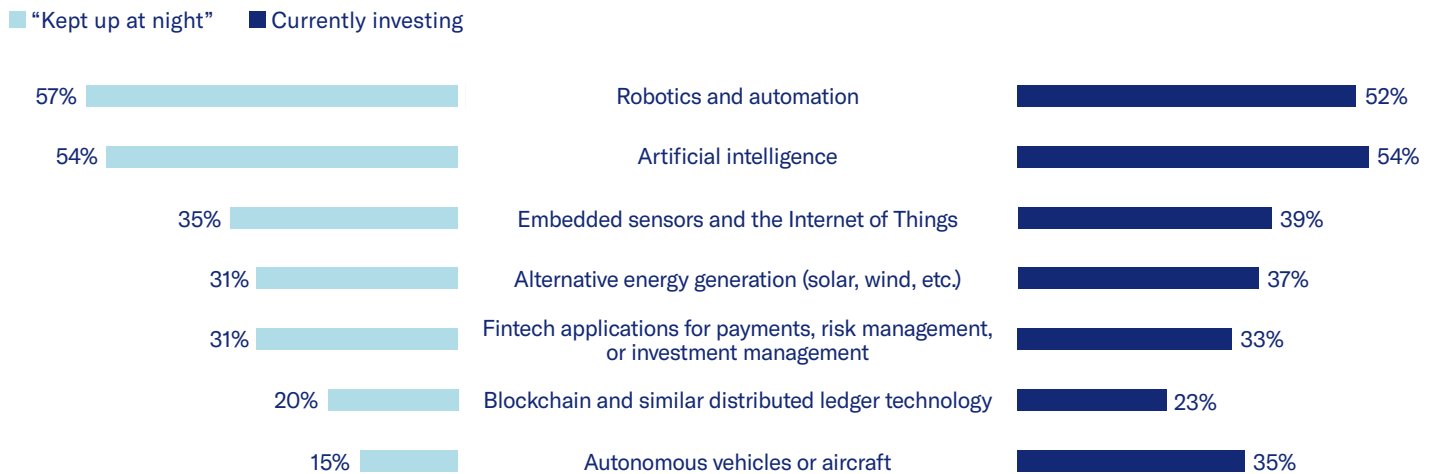 “Kept up at night” Currently investing
57% Robotics and automation 52%
54% Artificial intelligence 54%
35% Embedded sensors and the Internet of Things 39%
31% Alternative energy generation (solar, wind, etc.) 37%
31% Fintech applications for payments, risk management, 33%
or investment management
20% Blockchain and similar distributed ledger technology 23%
15% Autonomous vehicles or aircraft 35%